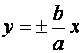 y = ± b/a x